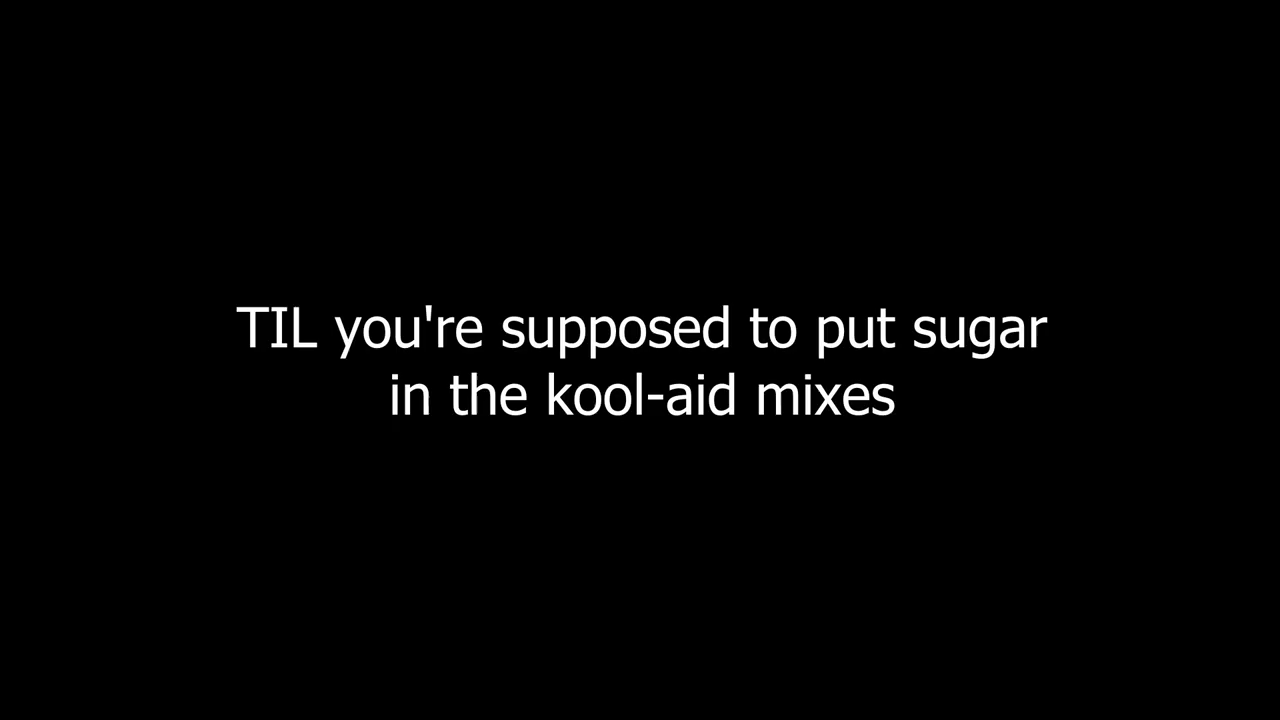 TIL you're supposed to put sugar
in the kool-aid mixes